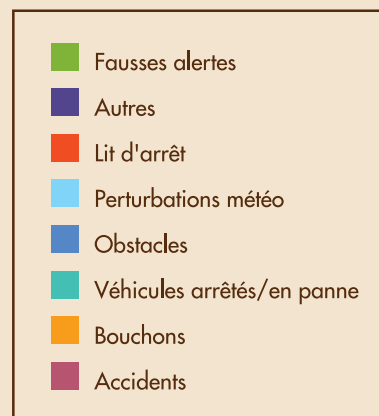 Fausses alertes
Autres
Lit d'arrêt
Perturbations météo
Obstacles
Véhicules arrêtés/en panne
Bouchons
Accidents